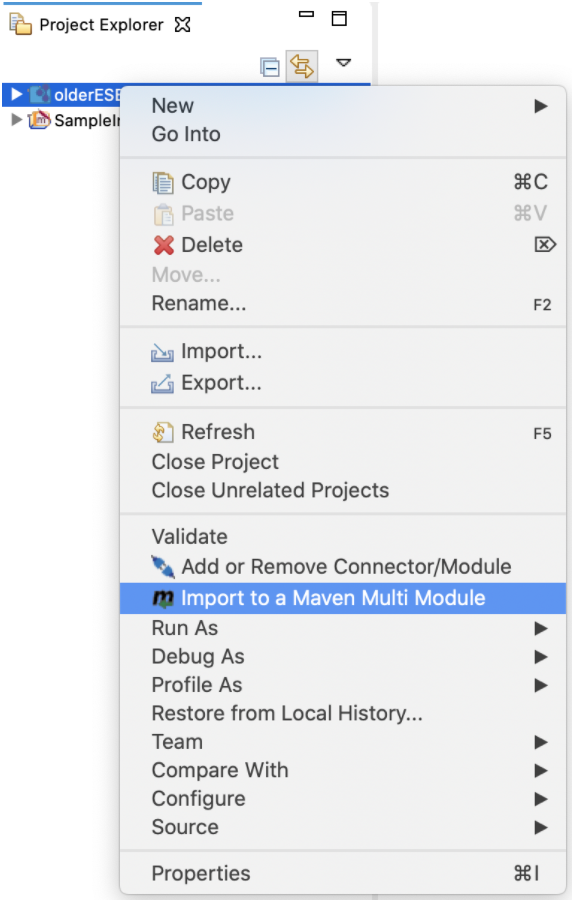 Project Explorer
olderESB
SampleIn
New
Go Into
Copy ⌘C
Paste ⌘V
Delete ⌦
Move...
Rename... F2
Import...
Export...
Refresh F5
Close Project
Close Unrelated Projects
Validate
Add or Remove Connector/Module
Import to a Maven Multi Module
Run As
Debug As
Profile As
Restore from Local History...
Team
Compare With
Configure
Source
Properties ⌘I